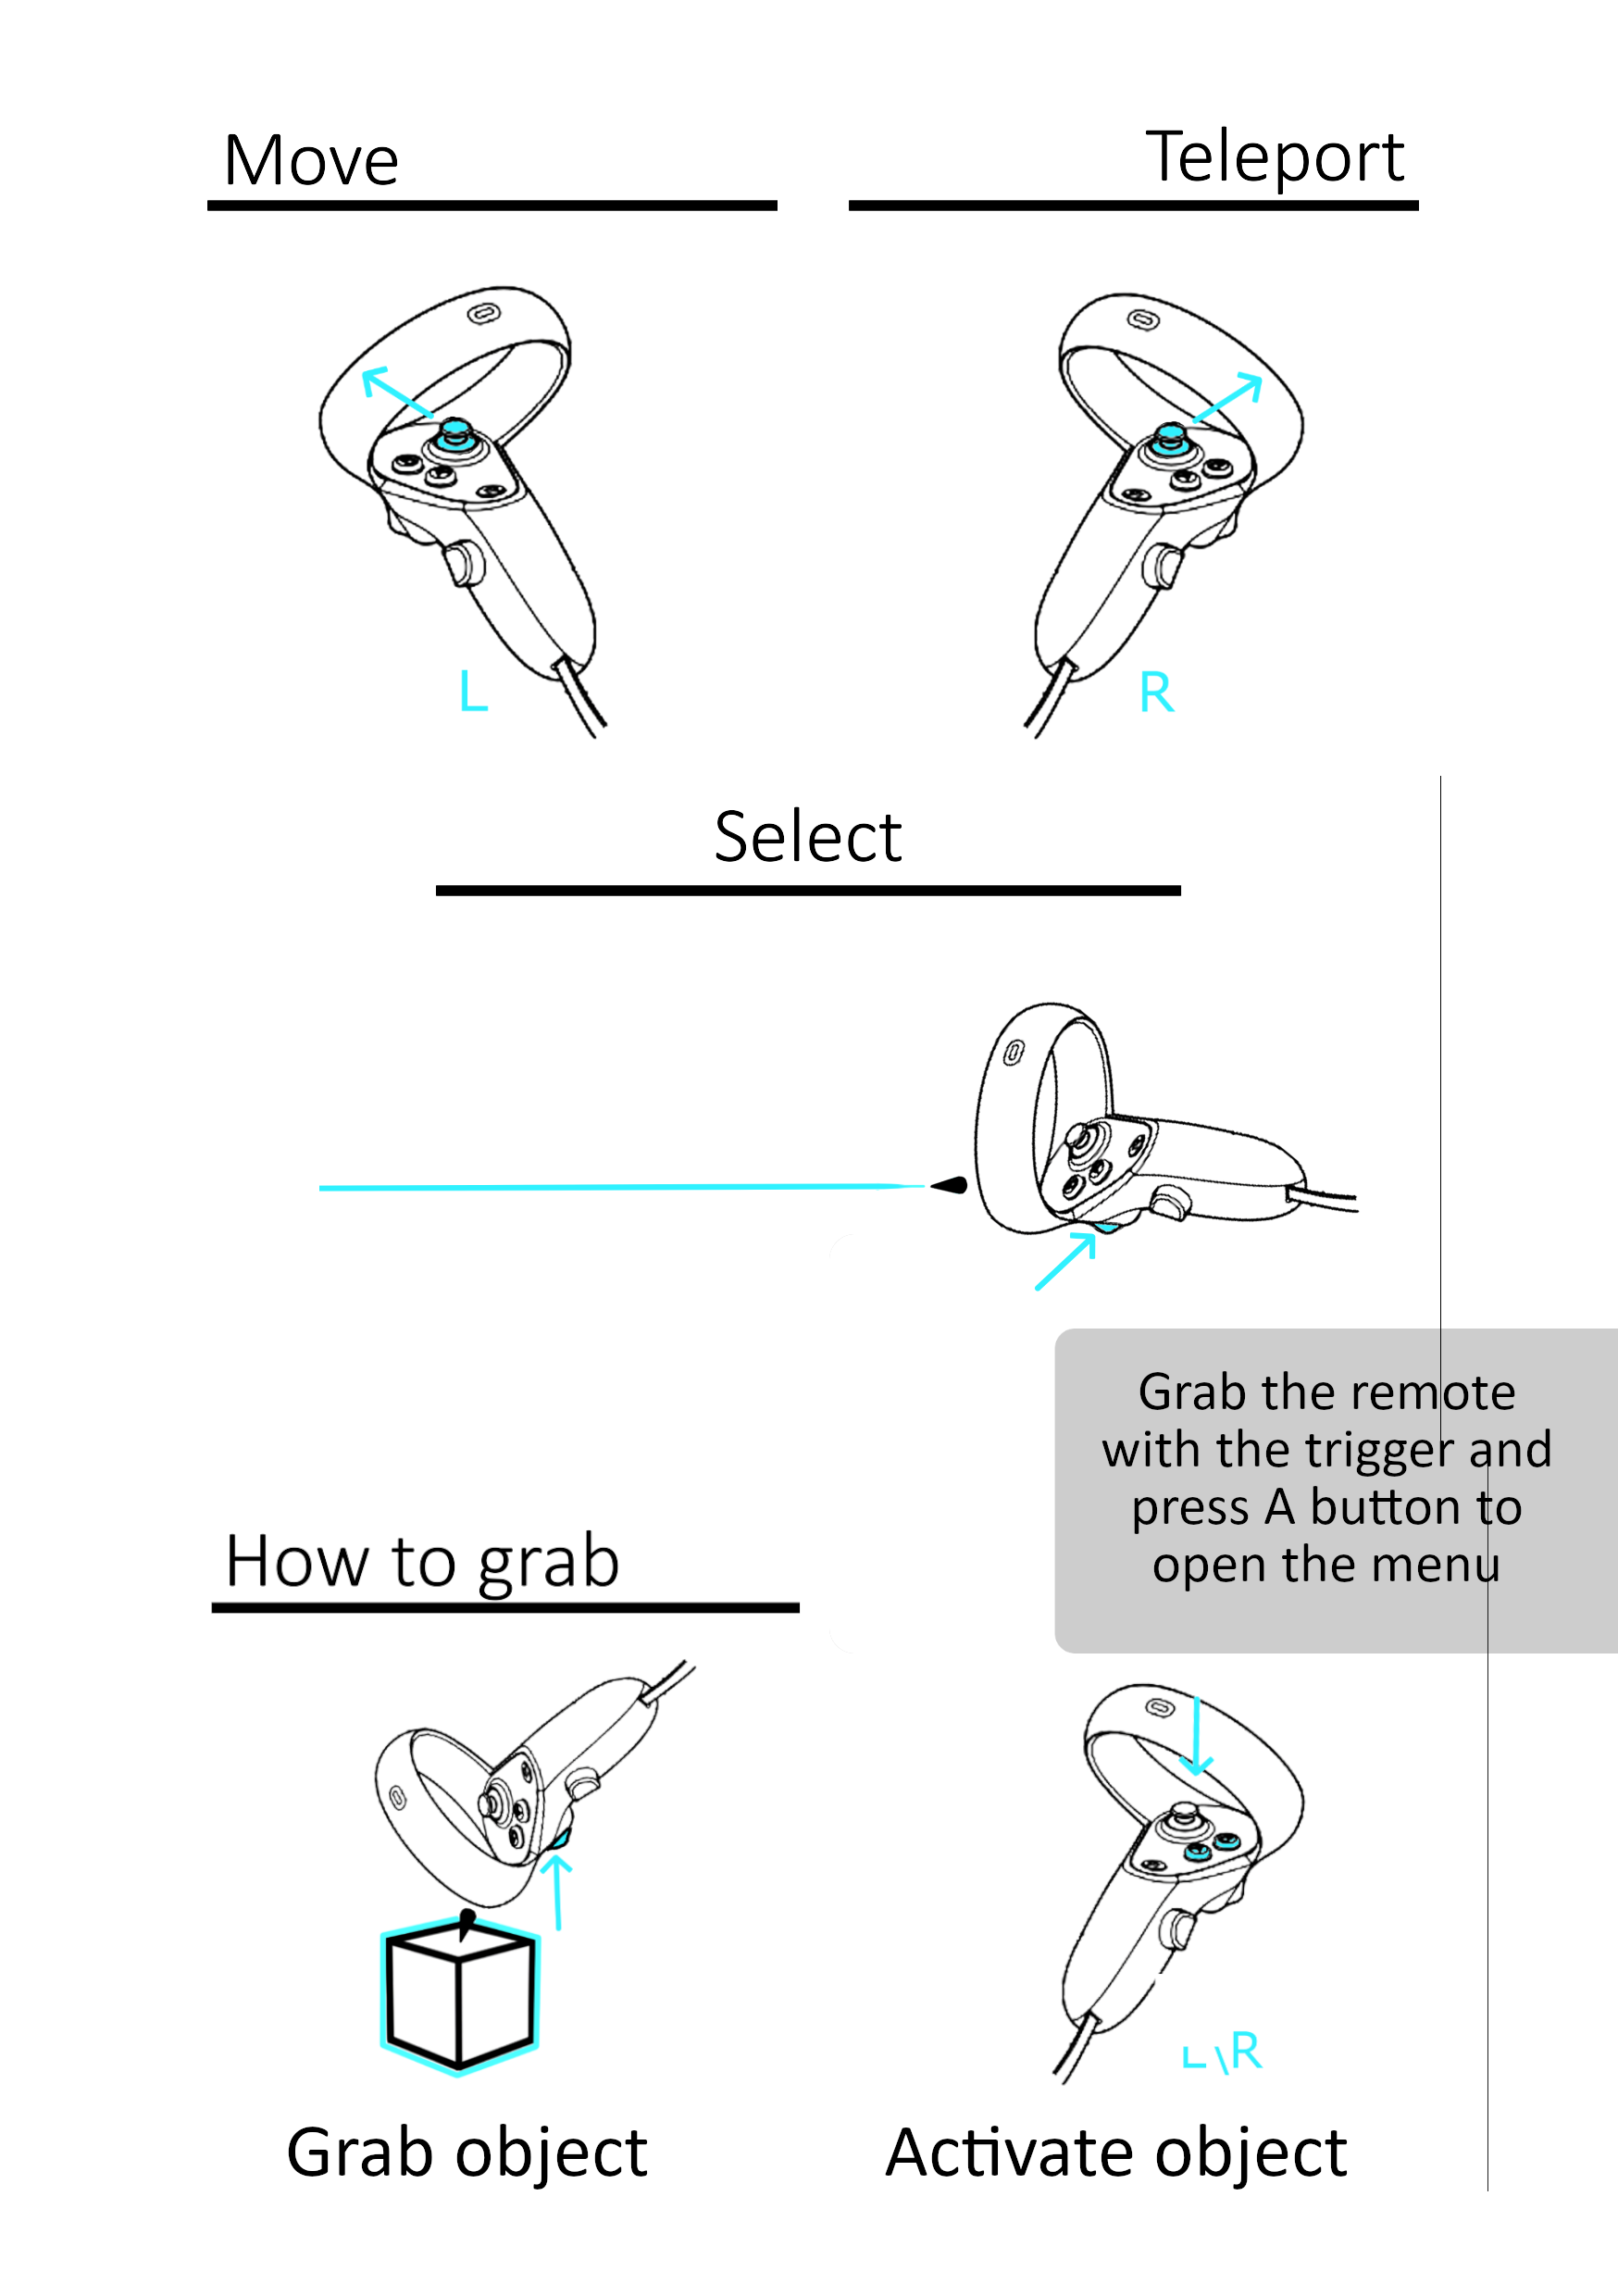 Move
Teleport
L
R
Select
Grab the remote
with the trigger and
press A button to
open the menu
How to grab
L\R
Grab object
Activate object